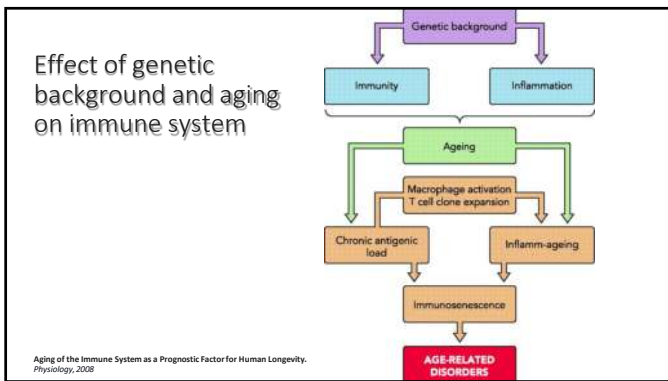 Effect of genetic
background and aging
on immune system
Genetic background
Immunity
Inflammation
Ageing
Macrophage activation
T cell clone expansion
Chronic antigenic
load
Inflamm-ageing
Immunosenescence
AGE-RELATED
DISORDERS
Aging of the Immune System as a Prognostic Factor for Human Longevity.
Physiology, 2008